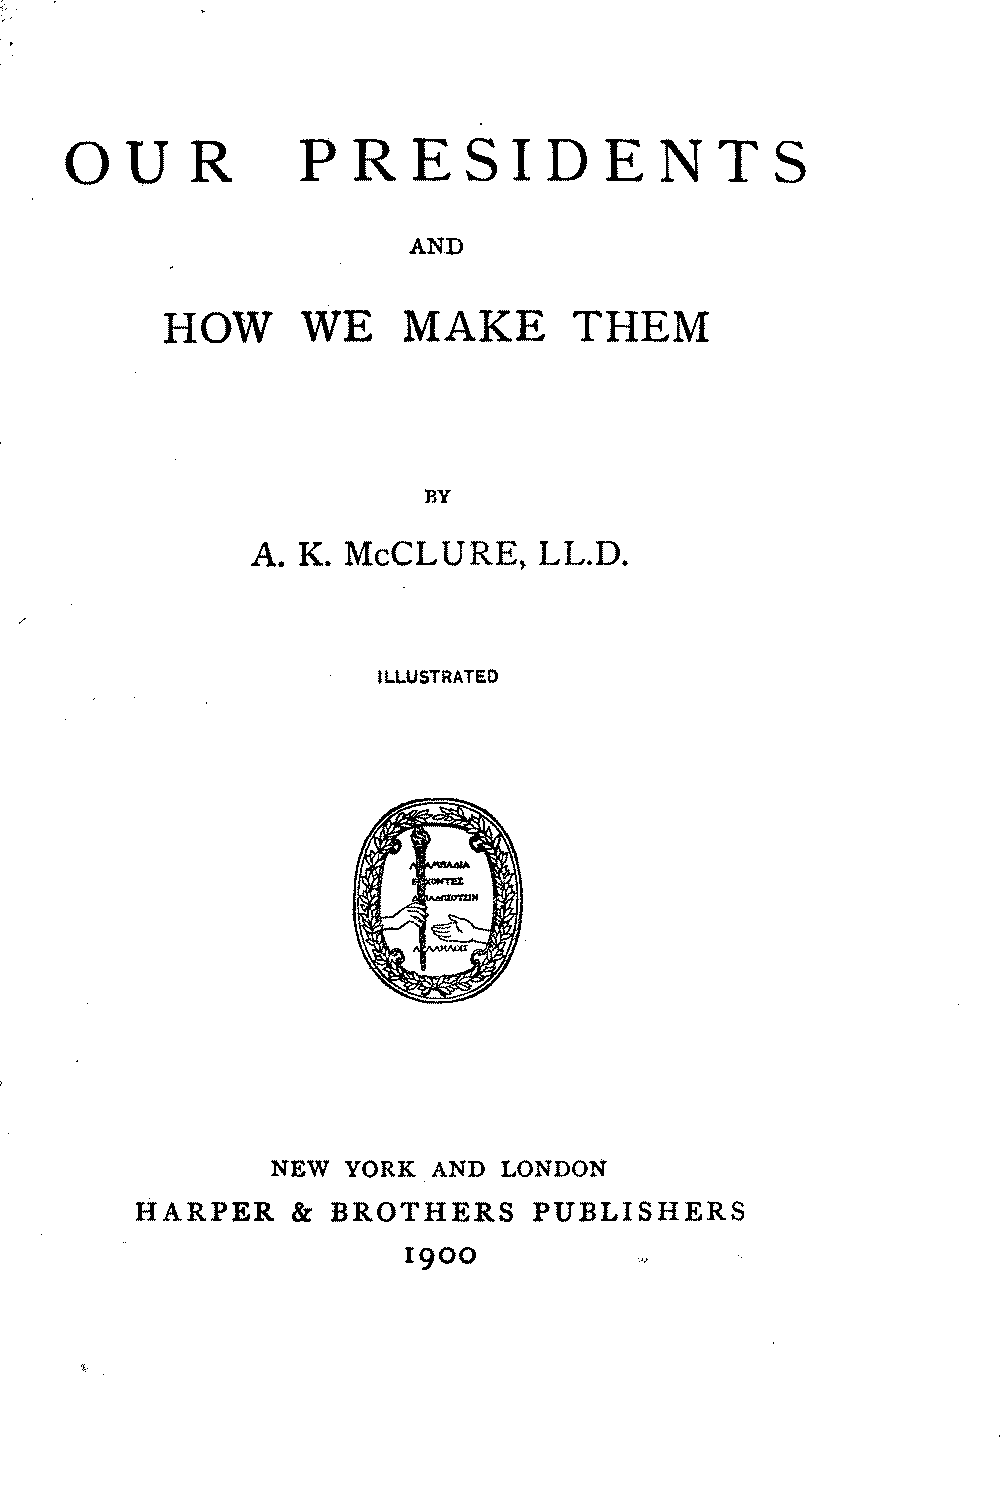 OUR PRESIDENTS
AND
HOW WE MAKE THEM
BY
A. K. McCLURE, LL.D.
ILLUSTRATED
NEW YORK AND LONDON
HARPER & BROTHERS PUBLISHERS
1900